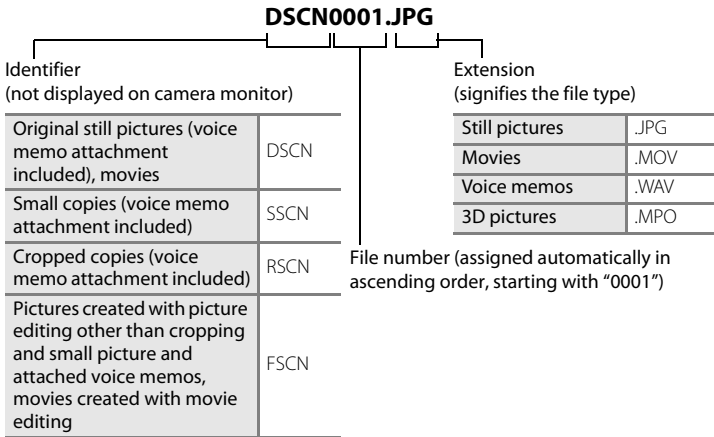 DSCN0001.JPG
Identifier
(not displayed on camera monitor)
Original still pictures (voice
memo attachment
included), movies
DSCN
Small copies (voice memo
attachment included)
SSCN
Cropped copies (voice
memo attachment included)
RSCN
Pictures created with picture
editing other than cropping
and small picture and
attached voice memos,
movies created with movie
editing
FSCN
Extension
(signifies the file type)
Still pictures .JPG
Movies .MOV
Voice memos .WAV
3D pictures .MPO
File number (assigned automatically in
ascending order, starting with “0001”)